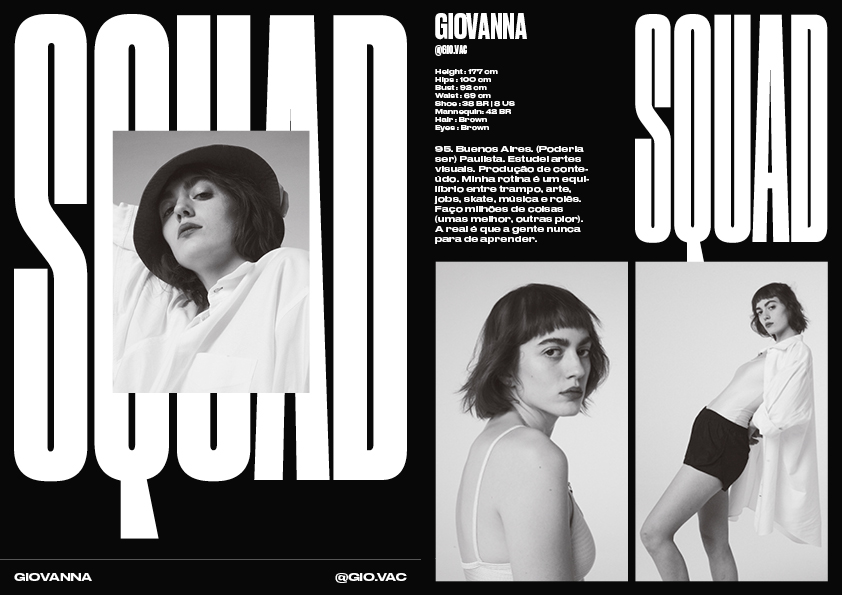 SQUAD
GIOVANNA
@GIO.VAC
GIOVANNA
@GIO.VAC
Height : 177 cm
Hips : 100 cm
Bust : 92 cm
Waist : 69 cm
Shoe : 38 BR | 8 US
Mannequin: 42 BR
Hair : Brown
Eyes : Brown
95. Buenos Aires. (Poderia
ser) Paulista. Estudei artes
visuais. Produção de conte-
údo. Minha rotina é um equi-
líbrio entre trampo, arte,
jobs, skate, música e rolês.
Faço milhões de coisas
(umas melhor, outras pior).
A real é que a gente nunca
para de aprender.
SQUAD